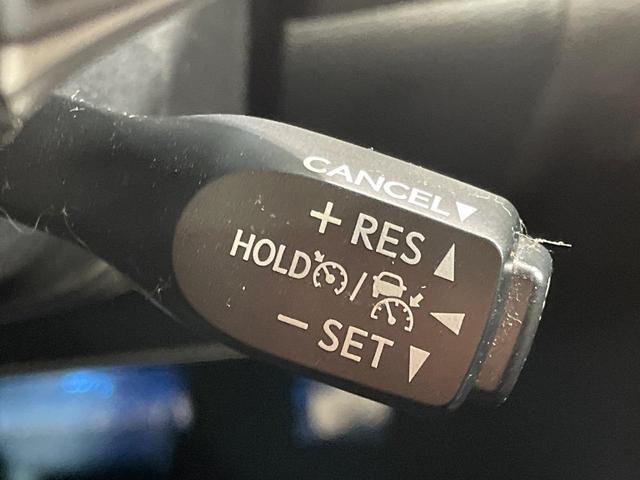 CANCEL▼
+ RES ▲
HOLD / ◀
− SET ▼